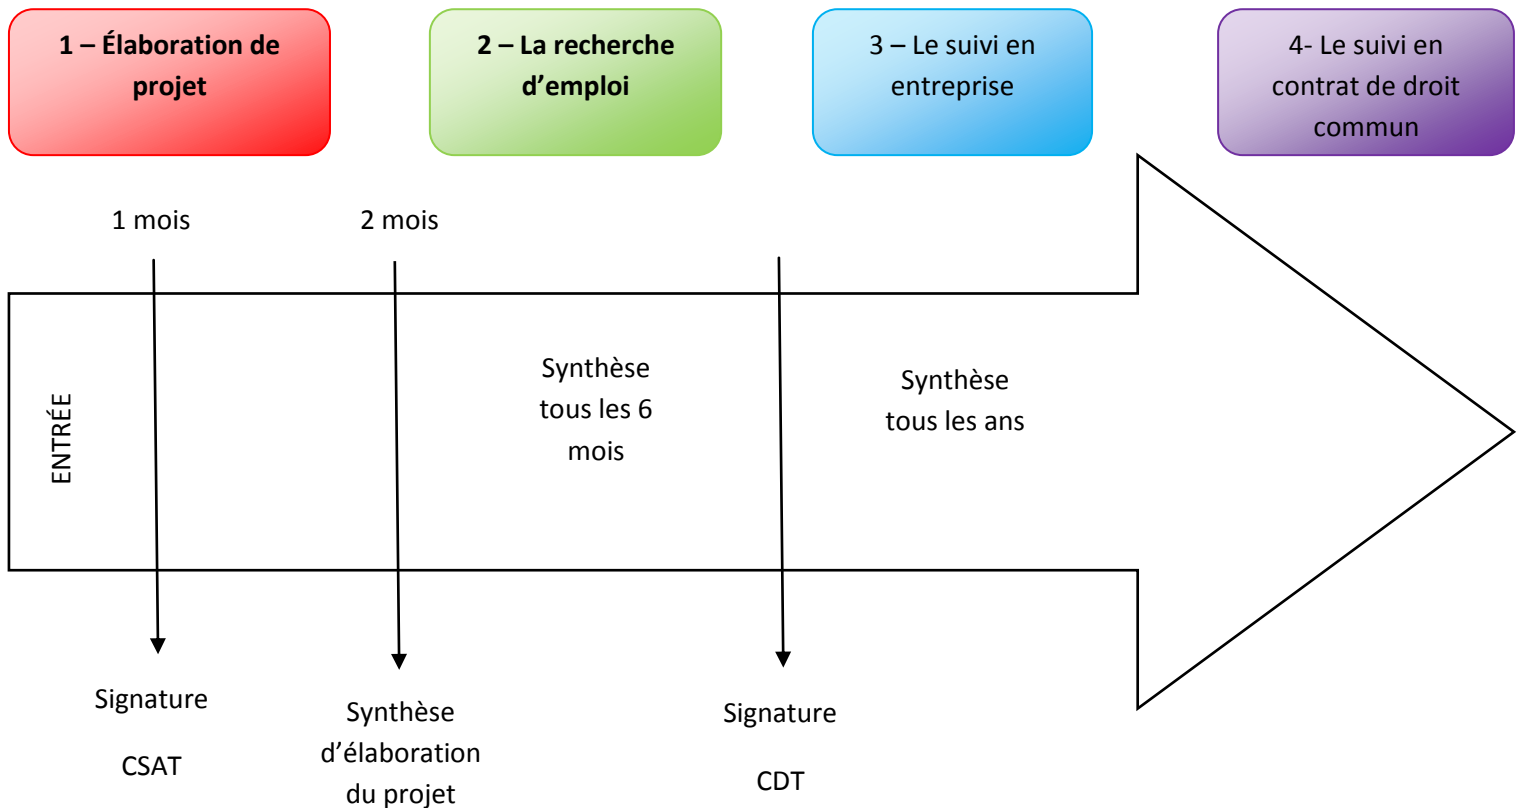 1 – Élaboration de
projet
2 – La recherche
d’emploi
3 – Le suivi en
entreprise
4- Le suivi en
contrat de droit
commun
1 mois
2 mois
ENTRÉE
Synthèse
tous les 6
mois
Synthèse
tous les ans
Signature
CSAT
Synthèse
d’élaboration
du projet
Signature
CDT